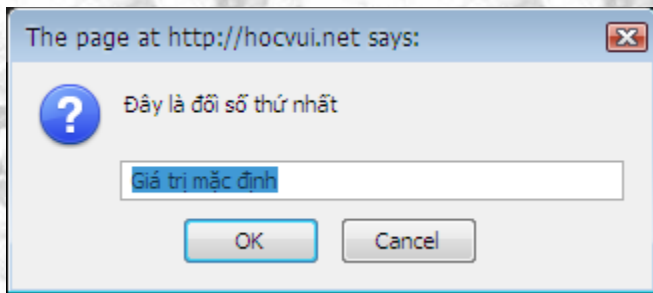 The page at http://hocvui.net says:
Đây là đối số thứ nhất
Giá trị mặc định
OK Cancel